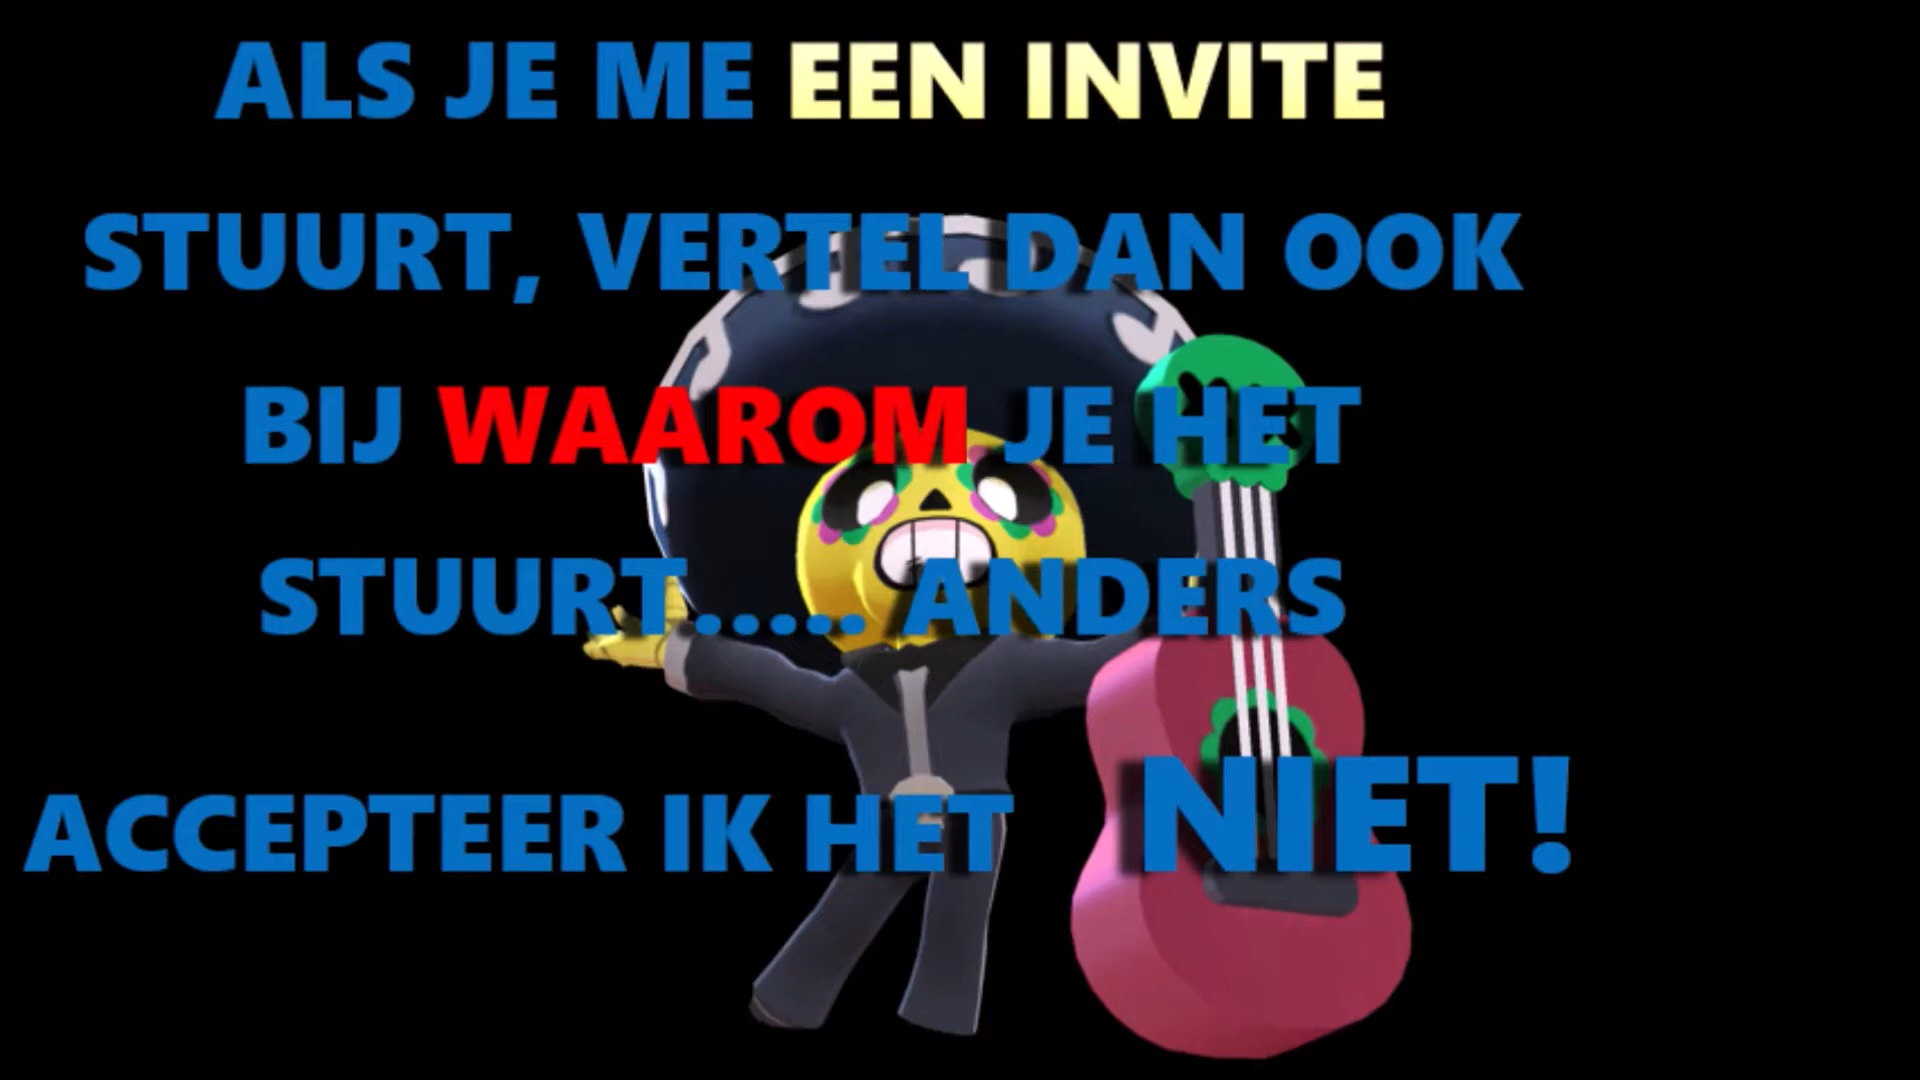 ALS JE ME EEN INVITE
STUURT, VERTEL DAN OOK
BIJ WAAROM JE HET
STUURT..... ANDERS
ACCEPTEER IK HET NIET!